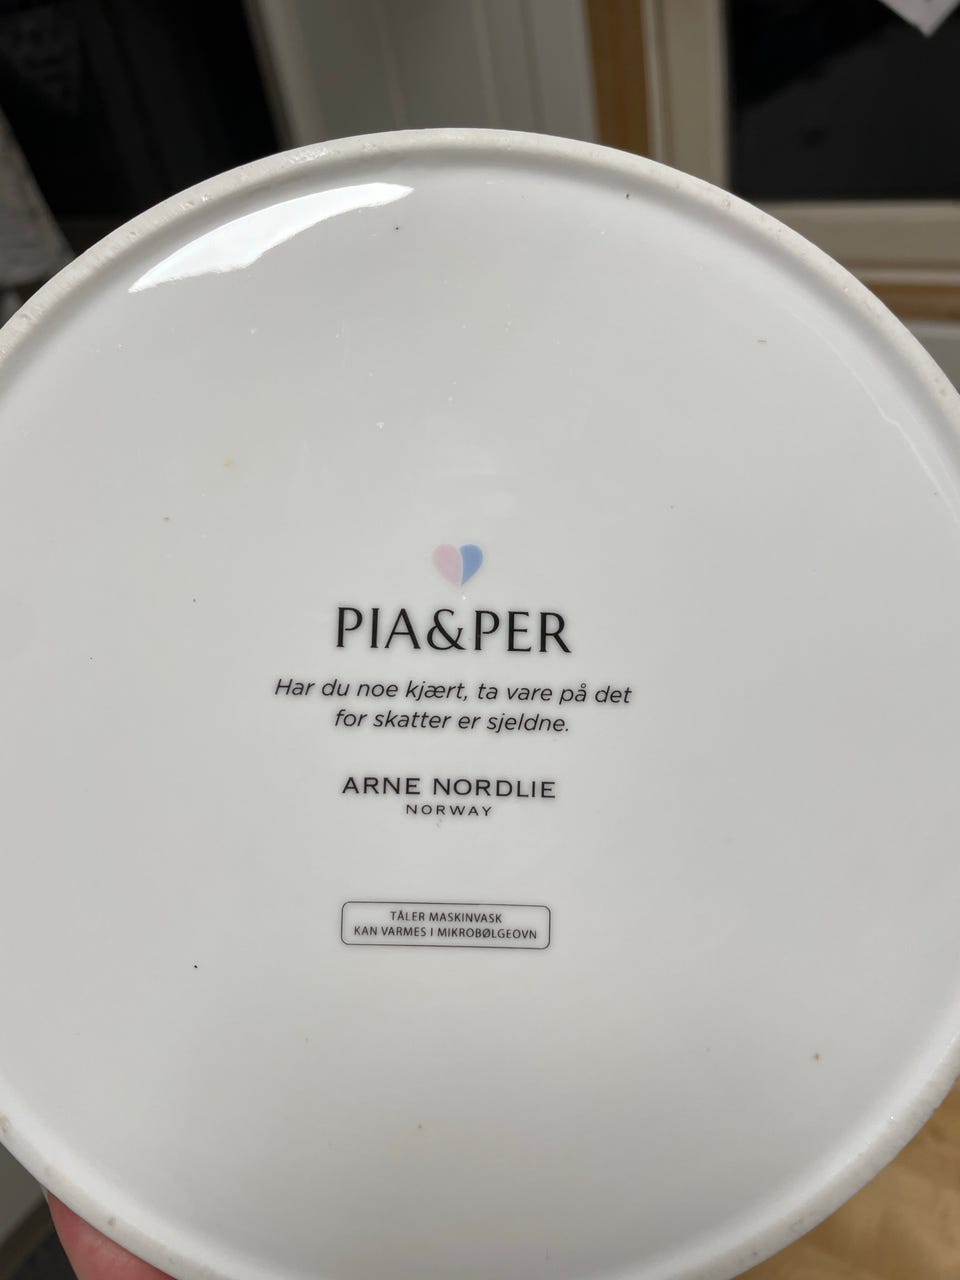 PIA&PER
Har du noe kjært, ta vare på det
for skatter er sjeldne.
ARNE NORDLIE
NORWAY
TÅLER MASKINVASK
KAN VARMES I MIKROBØLGEOVN